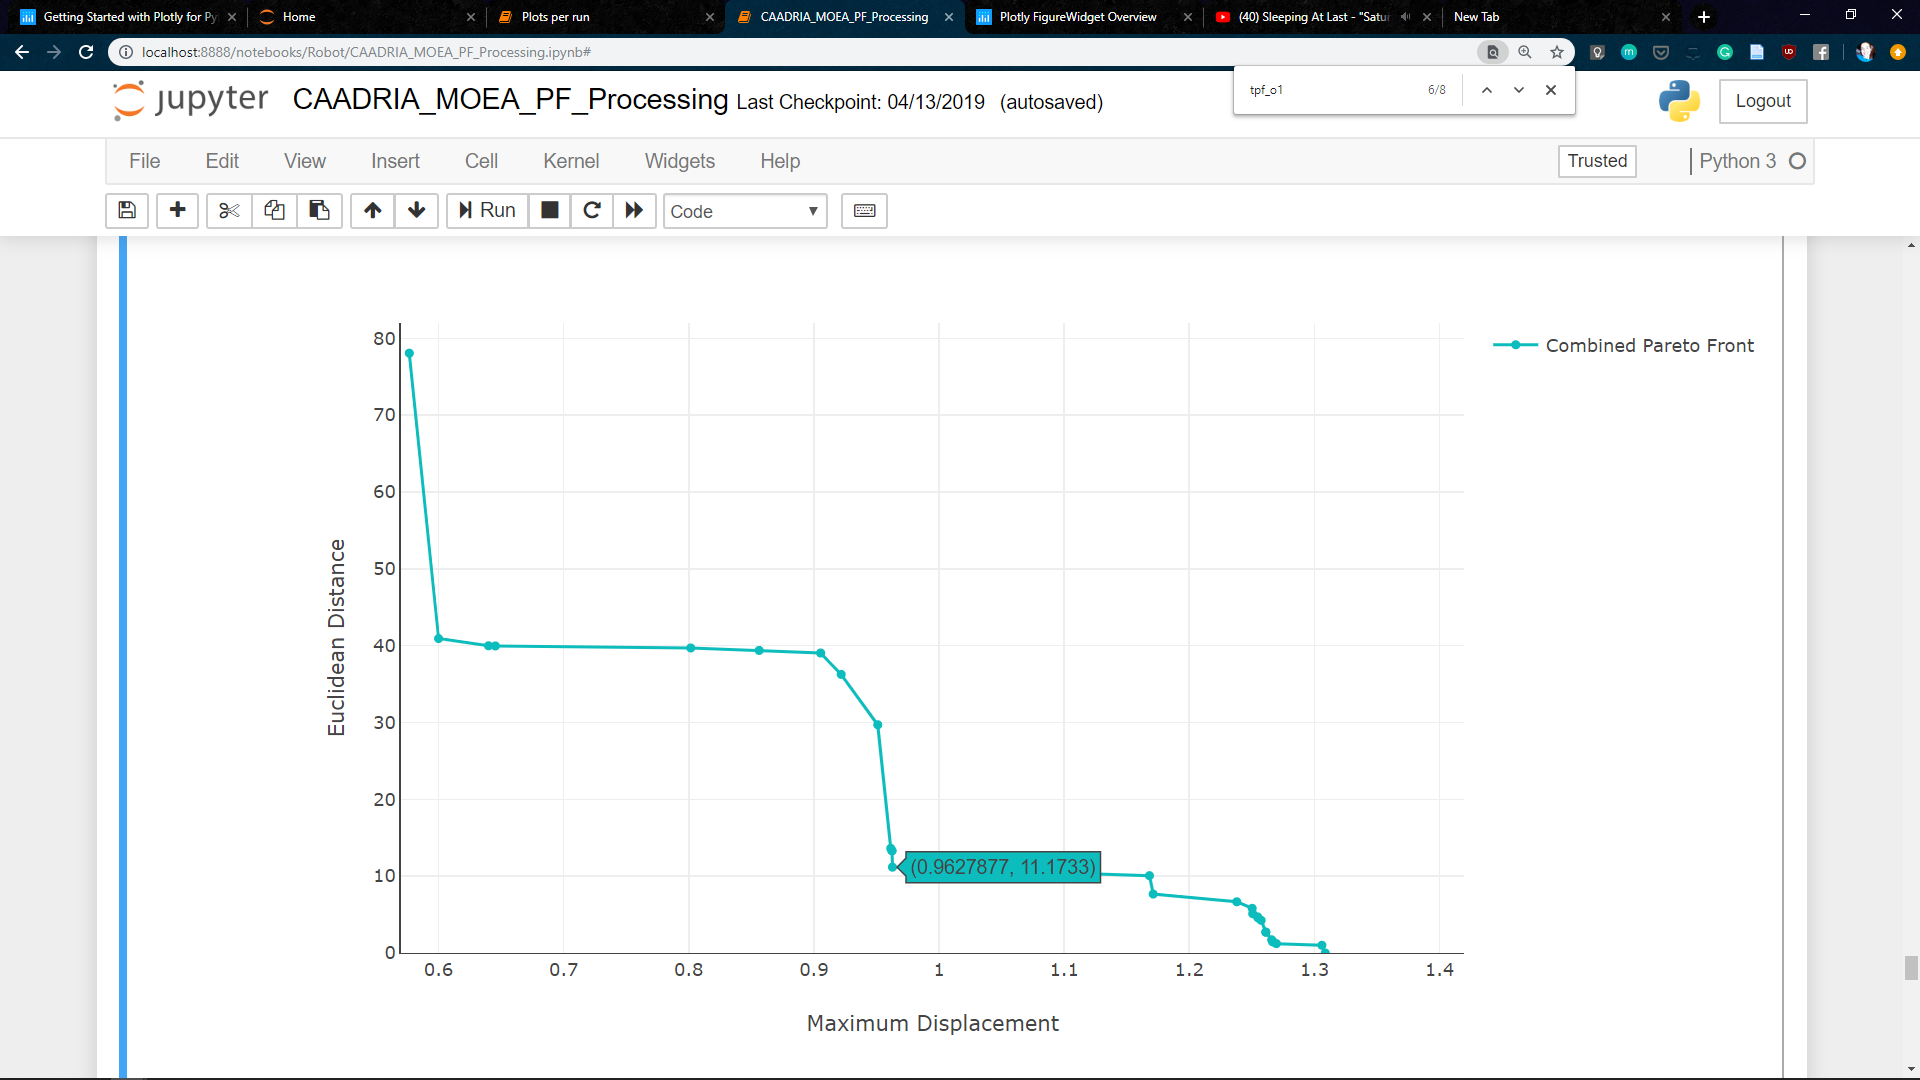 Getting Started with Plotly for Py
Home
Plots per run
CAADRIA_MOEA_PF_Processing
Plotly FigureWidget Overview
(40) Sleeping At Last - "Satur
New Tab
localhost:8888/notebooks/Robot/CAADRIA_MOEA_PF_Processing.ipynb#
tpf_o1
6/8
jupyter
CAADRIA_MOEA_PF_Processing Last Checkpoint: 04/13/2019 (autosaved)
Logout
File Edit View Insert Cell Kernel Widgets Help
Trusted
Python 3
Run
Code
80
70
60
50
40
30
20
10
0
Euclidean Distance
Combined Pareto Front
(0.9627877, 11.1733)
0.6 0.7 0.8 0.9 1 1.1 1.2 1.3 1.4
Maximum Displacement